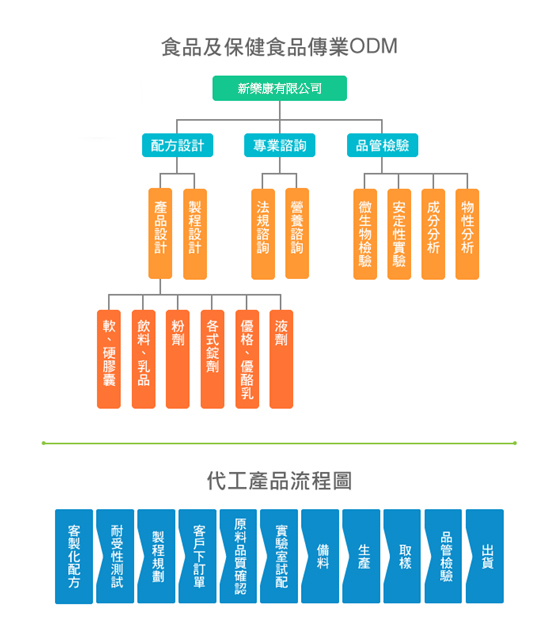 食品及保健食品傳業ODM
新樂康有限公司
配方設計
專業諮詢
品管檢驗
產品設計
製程設計
法規諮詢
營養諮詢
微生物檢驗
安定性實驗
成分分析
物性分析
軟、硬膠囊
飲料、乳品
粉劑
各式錠劑
優格、優酪乳
液劑
代工產品流程圖
客製化配方
耐受性測試
製程規劃
客戶下訂單
原料品質確認
實驗室試配
備料
生產
取樣
品管檢驗
出貨